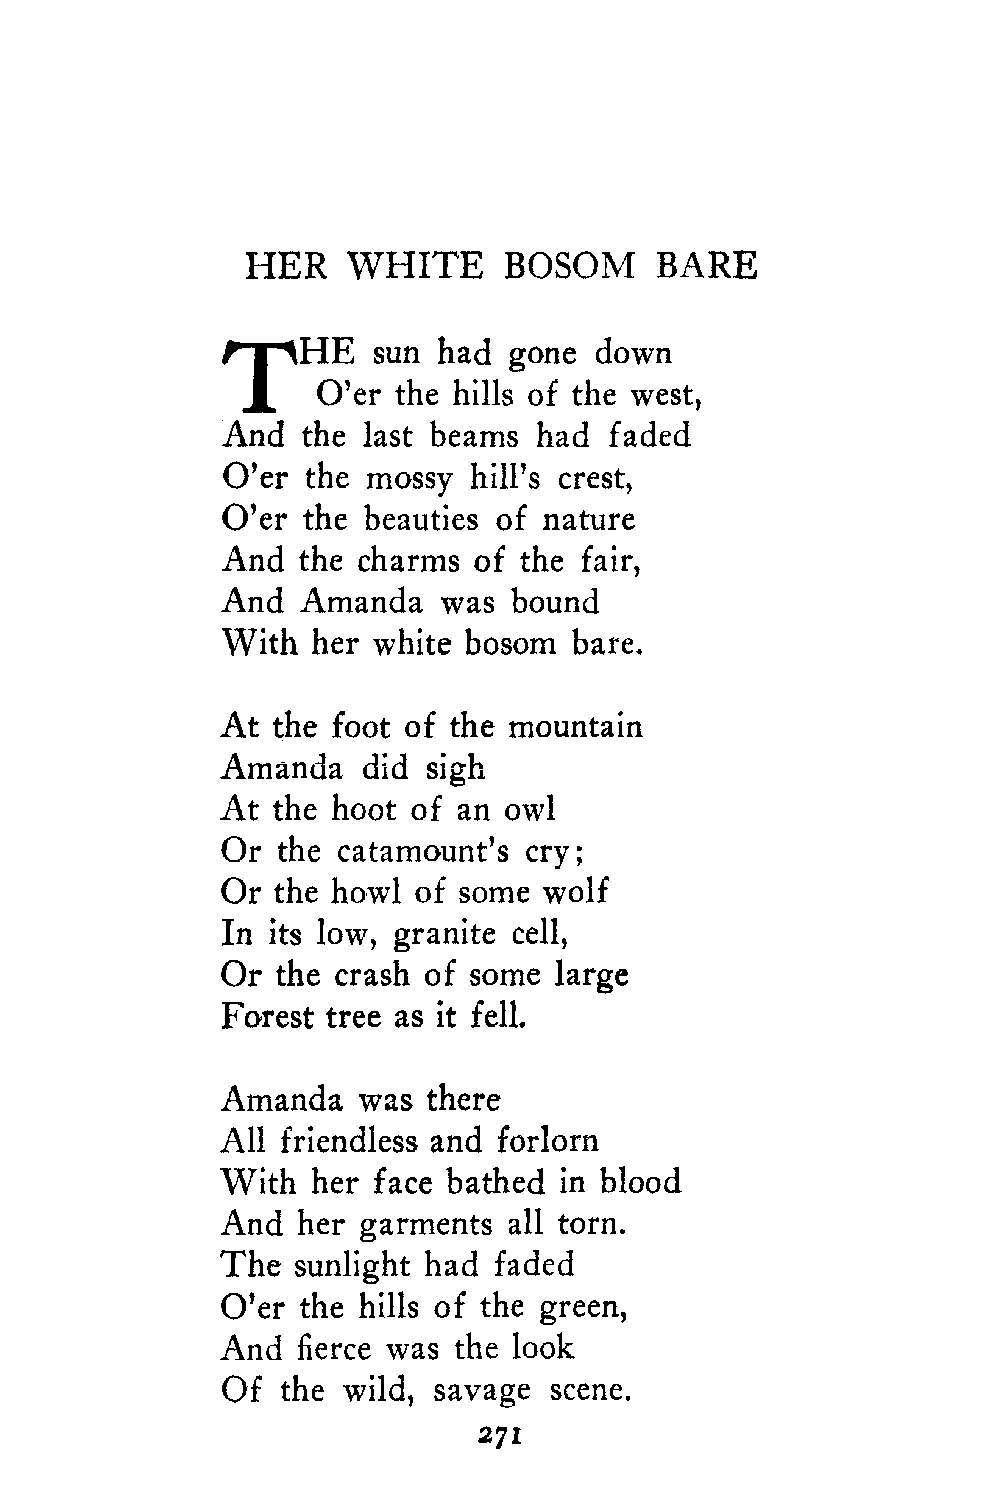 HER WHITE BOSOM BARE
THE sun had gone down
O'er the hills of the west,
And the last beams had faded
O'er the mossy hill's crest,
O'er the beauties of nature
And the charms of the fair,
And Amanda was bound
With her white bosom bare.
At the foot of the mountain
Amanda did sigh
At the hoot of an owl
Or the catamount's cry;
Or the howl of some wolf
In its low, granite cell,
Or the crash of some large
Forest tree as it fell.
Amanda was there
All friendless and forlorn
With her face bathed in blood
And her garments all torn.
The sunlight had faded
O'er the hills of the green,
And fierce was the look
Of the wild, savage scene.
271